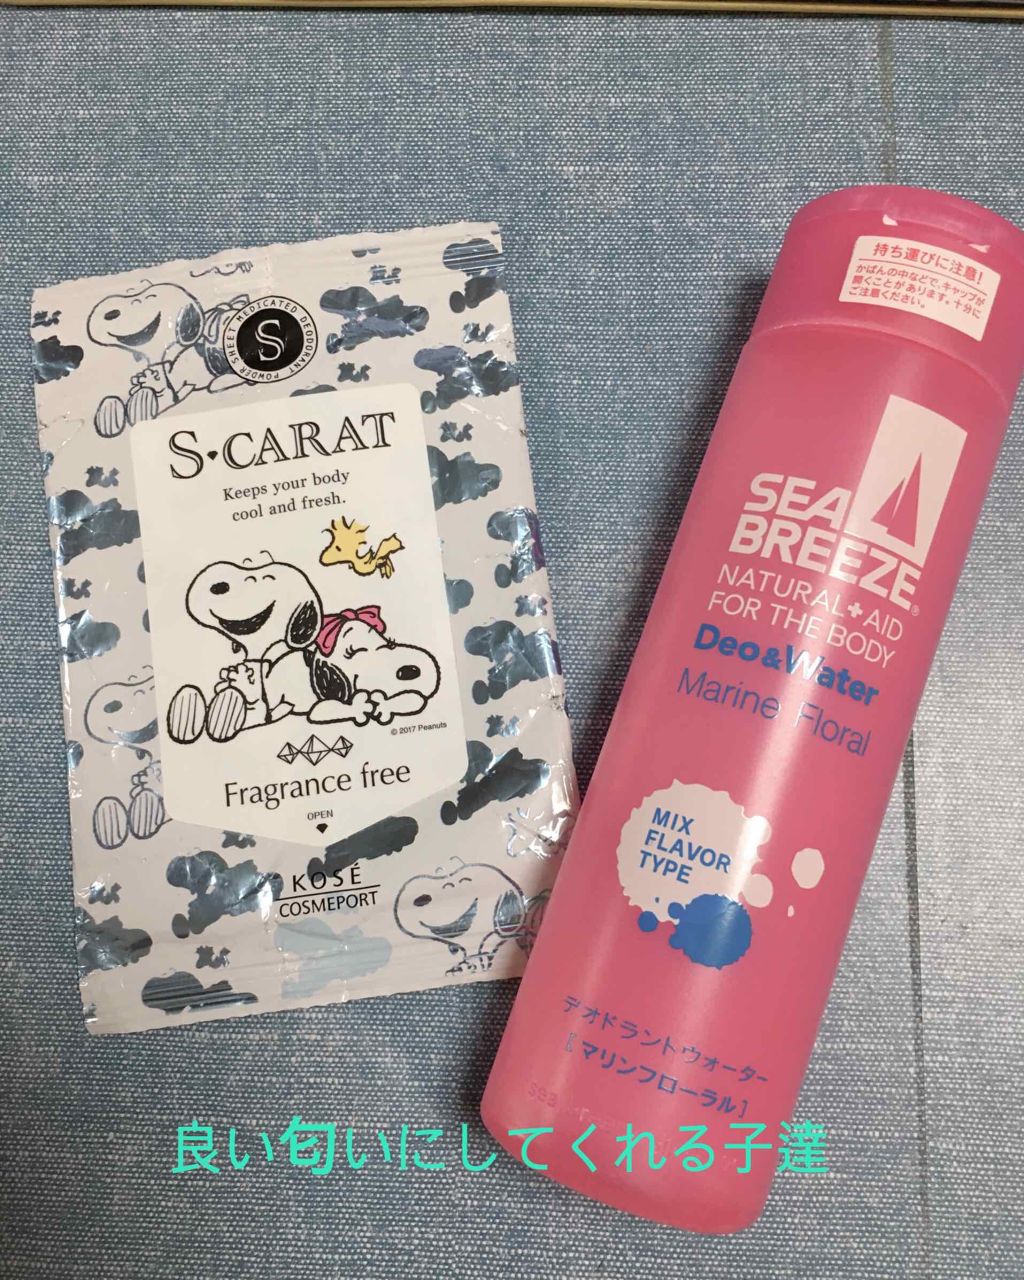 MEDICATED DEODORANT POWDER SHEET
S
S♦CARAT
Keeps your body
cool and fresh.
© 2017 Peanuts
Fragrance free
OPEN
KOSÉ
COSMEPORT
持ち運びに注意!
かばんの中などで、キャップが
開くことがあります。十分に
ご注意ください。
SEA
BREEZE®
NATURAL+AID
FOR THE BODY
Deo&Water
Marine Floral
MIX
FLAVOR
TYPE
デオドラントウォーター
[マリンフローラル]
良い匂いにしてくれる子達